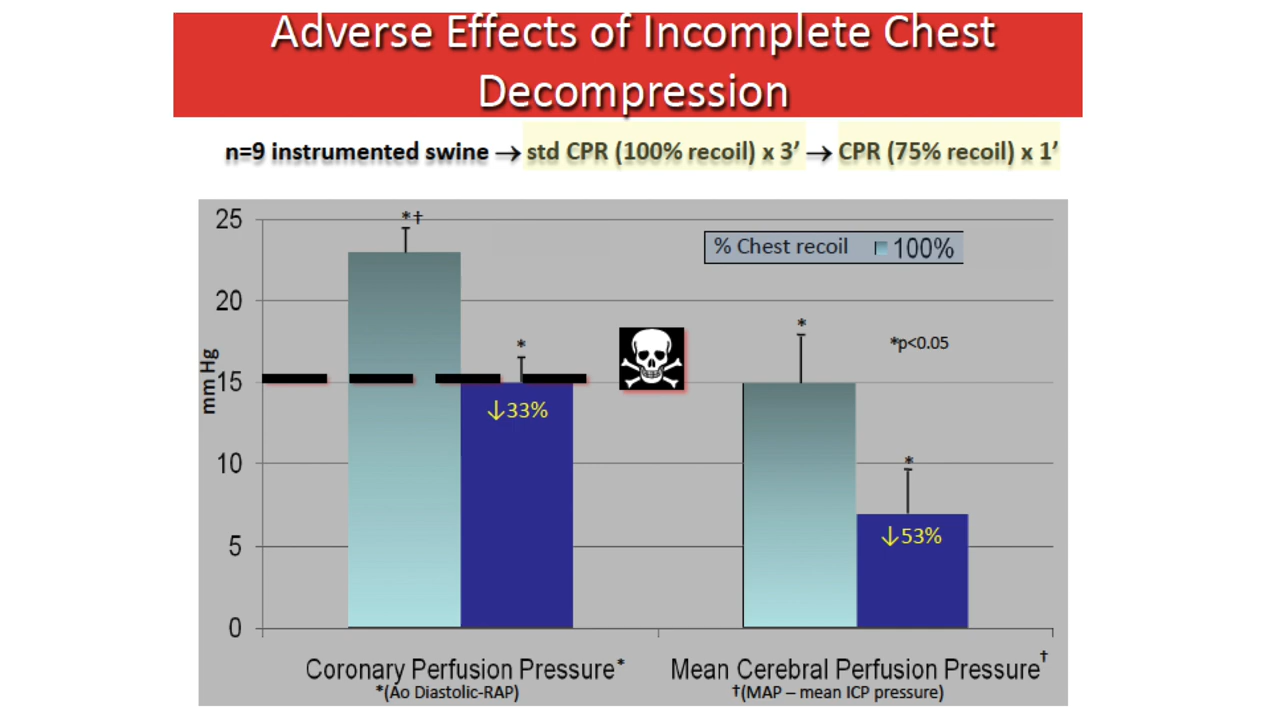 Adverse Effects of Incomplete Chest
Decompression
n=9 instrumented swine → std CPR (100% recoil) x 3’ → CPR (75% recoil) x 1’
25
*†
% Chest recoil 100%
20
*
*
*p<0.05
mm Hg
15
↓33%
10
*
↓53%
5
0
Coronary Perfusion Pressure*
*(Ao Diastolic-RAP)
Mean Cerebral Perfusion Pressure†
†(MAP – mean ICP pressure)